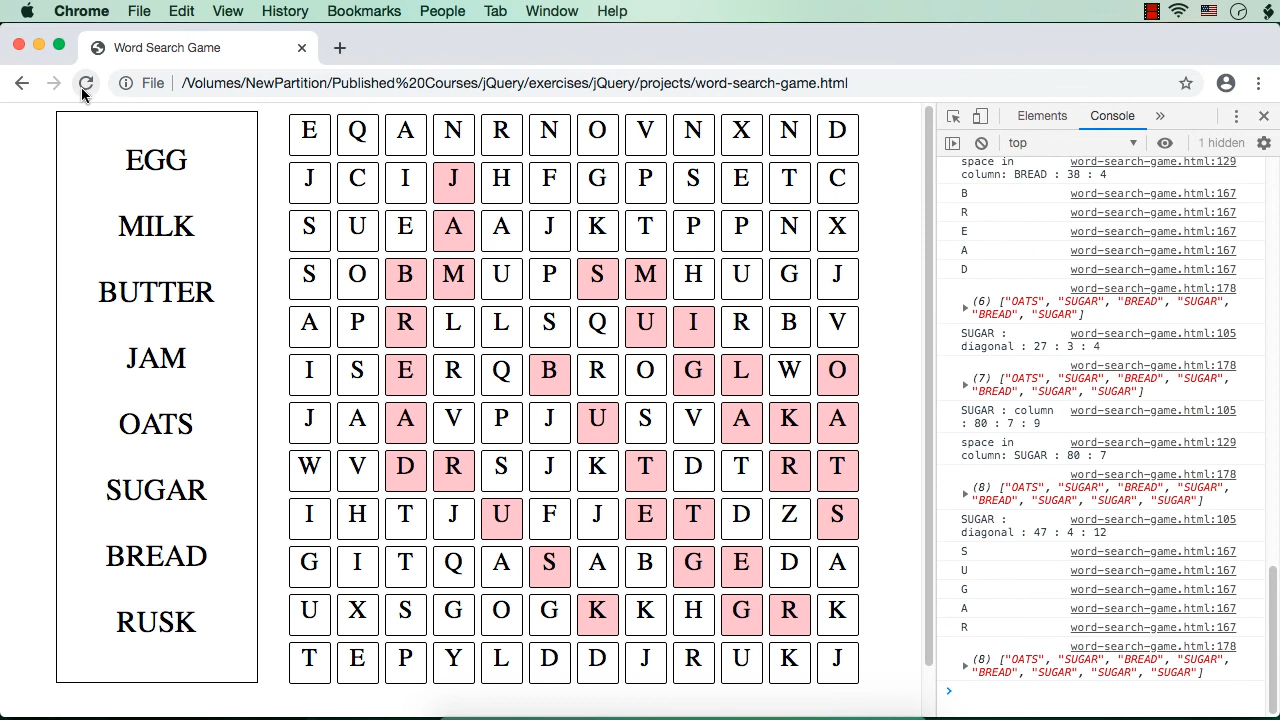 Chrome File Edit View History Bookmarks People Tab Window Help
Word Search Game
File /Volumes/NewPartition/Published%20Courses/jQuery/exercises/jQuery/projects/word-search-game.html
EGG
MILK
BUTTER
JAM
OATS
SUGAR
BREAD
RUSK
E Q A N R N O V N X N D
J C I J H F G P S E T C
S U E A A J K T P P N X
S O B M U P S M H U G J
A P R L L S Q U I R B V
I S E R Q B R O G L W O
J A A V P J U S V A K A
W V D R S J K T D T R T
I H T J U F J E T D Z S
G I T Q A S A B G E D A
U X S G O G K K H G R K
T E P Y L D D J R U K J
Elements Console »
top 1 hidden
space in word-search-game.html:129
column: BREAD : 38 : 4
B word-search-game.html:167
R word-search-game.html:167
E word-search-game.html:167
A word-search-game.html:167
D word-search-game.html:167
word-search-game.html:178
(6) ["OATS", "SUGAR", "BREAD", "SUGAR",
"BREAD", "SUGAR"]
SUGAR : word-search-game.html:105
diagonal : 27 : 3 : 4
word-search-game.html:178
(7) ["OATS", "SUGAR", "BREAD", "SUGAR",
"BREAD", "SUGAR", "SUGAR"]
SUGAR : column word-search-game.html:105
: 80 : 7 : 9
space in word-search-game.html:129
column: SUGAR : 80 : 7
word-search-game.html:178
(8) ["OATS", "SUGAR", "BREAD", "SUGAR",
"BREAD", "SUGAR", "SUGAR", "SUGAR"]
SUGAR : word-search-game.html:105
diagonal : 47 : 4 : 12
S word-search-game.html:167
U word-search-game.html:167
G word-search-game.html:167
A word-search-game.html:167
R word-search-game.html:167
word-search-game.html:178
(8) ["OATS", "SUGAR", "BREAD", "SUGAR",
"BREAD", "SUGAR", "SUGAR", "SUGAR"]